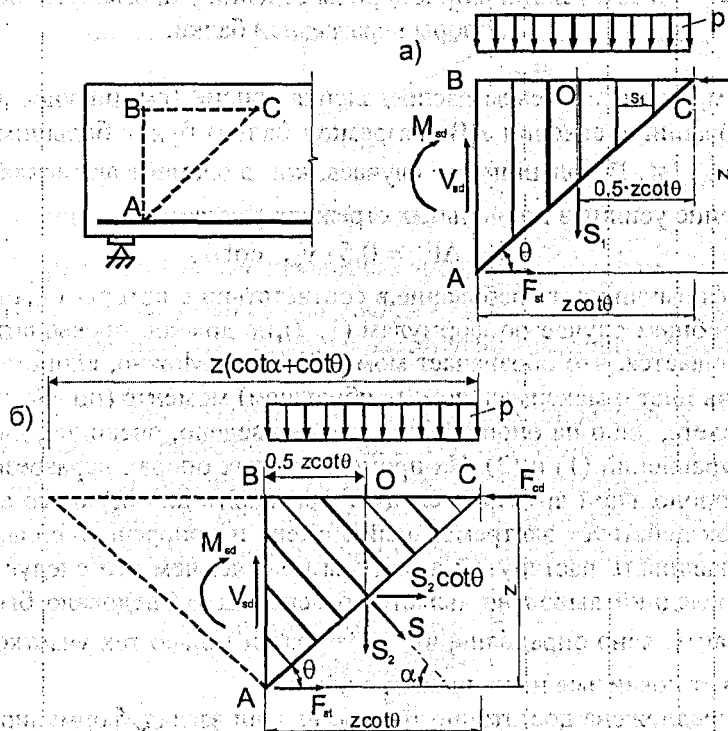 а)
p
B
O
s₁
C
M_sd
V_sd
0.5·zcotθ
S₁
z
A
θ
F_st
zcotθ
B
C
A
z(cotα+cotθ)
б)
p
B
0.5 zcotθ
O
C
F_cd
M_sd
V_sd
S₂cotθ
S
S₂
z
A
θ
α
F_st
zcotθ